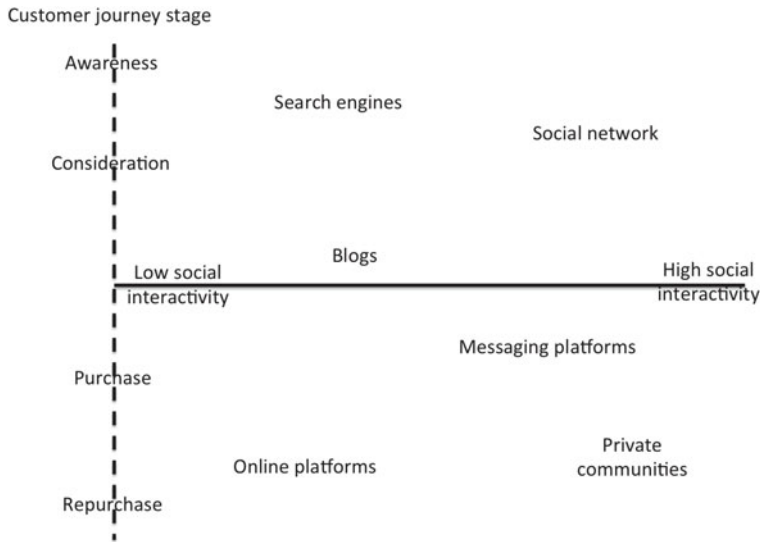 Customer journey stage
Awareness
Search engines
Social network
Consideration
Blogs
Low social
interactivity
High social
interactivity
Messaging platforms
Purchase
Private
communities
Online platforms
Repurchase